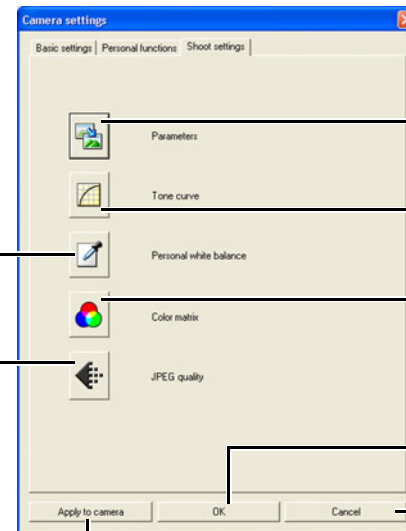 Camera settings
Basic settings Personal functions Shoot settings
Parameters
Tone curve
Personal white balance
Color matrix
JPEG quality
Apply to camera OK Cancel